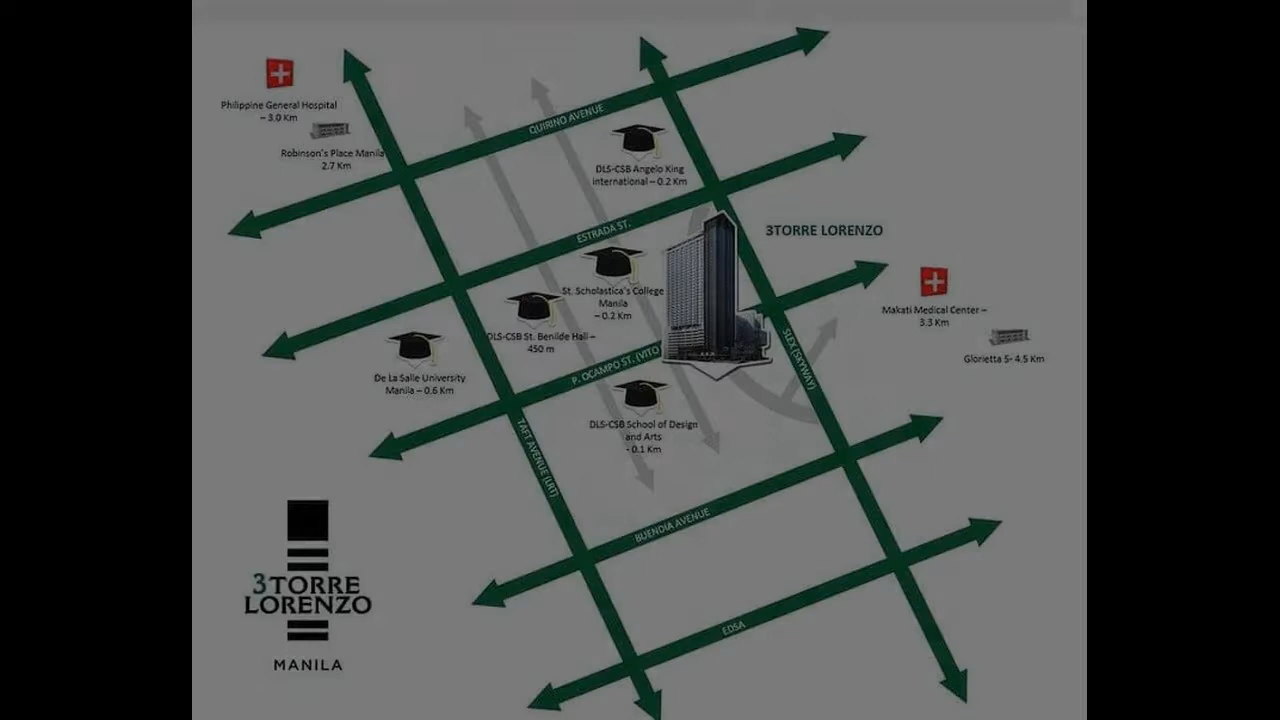 Philippine General Hospital
– 3.0 Km
Robinson's Place Manila
2.7 Km
QUIRINO AVENUE
DLS-CSB Angelo King
International – 0.2 Km
ESTRADA ST.
3TORRE LORENZO
St. Scholastica's College
Manila
– 0.2 Km
DLS-CSB St. Benilde Hall –
450 m
Makati Medical Center –
3.3 Km
Glorietta 5- 4.5 Km
De La Salle University
Manila – 0.6 Km
P. OCAMPO ST. (VITO
SLEX (SKYWAY)
DLS-CSB School of Design
and Arts
- 0.1 Km
TAFT AVENUE (LRT)
BUENDIA AVENUE
EDSA
3TORRE
LORENZO
MANILA